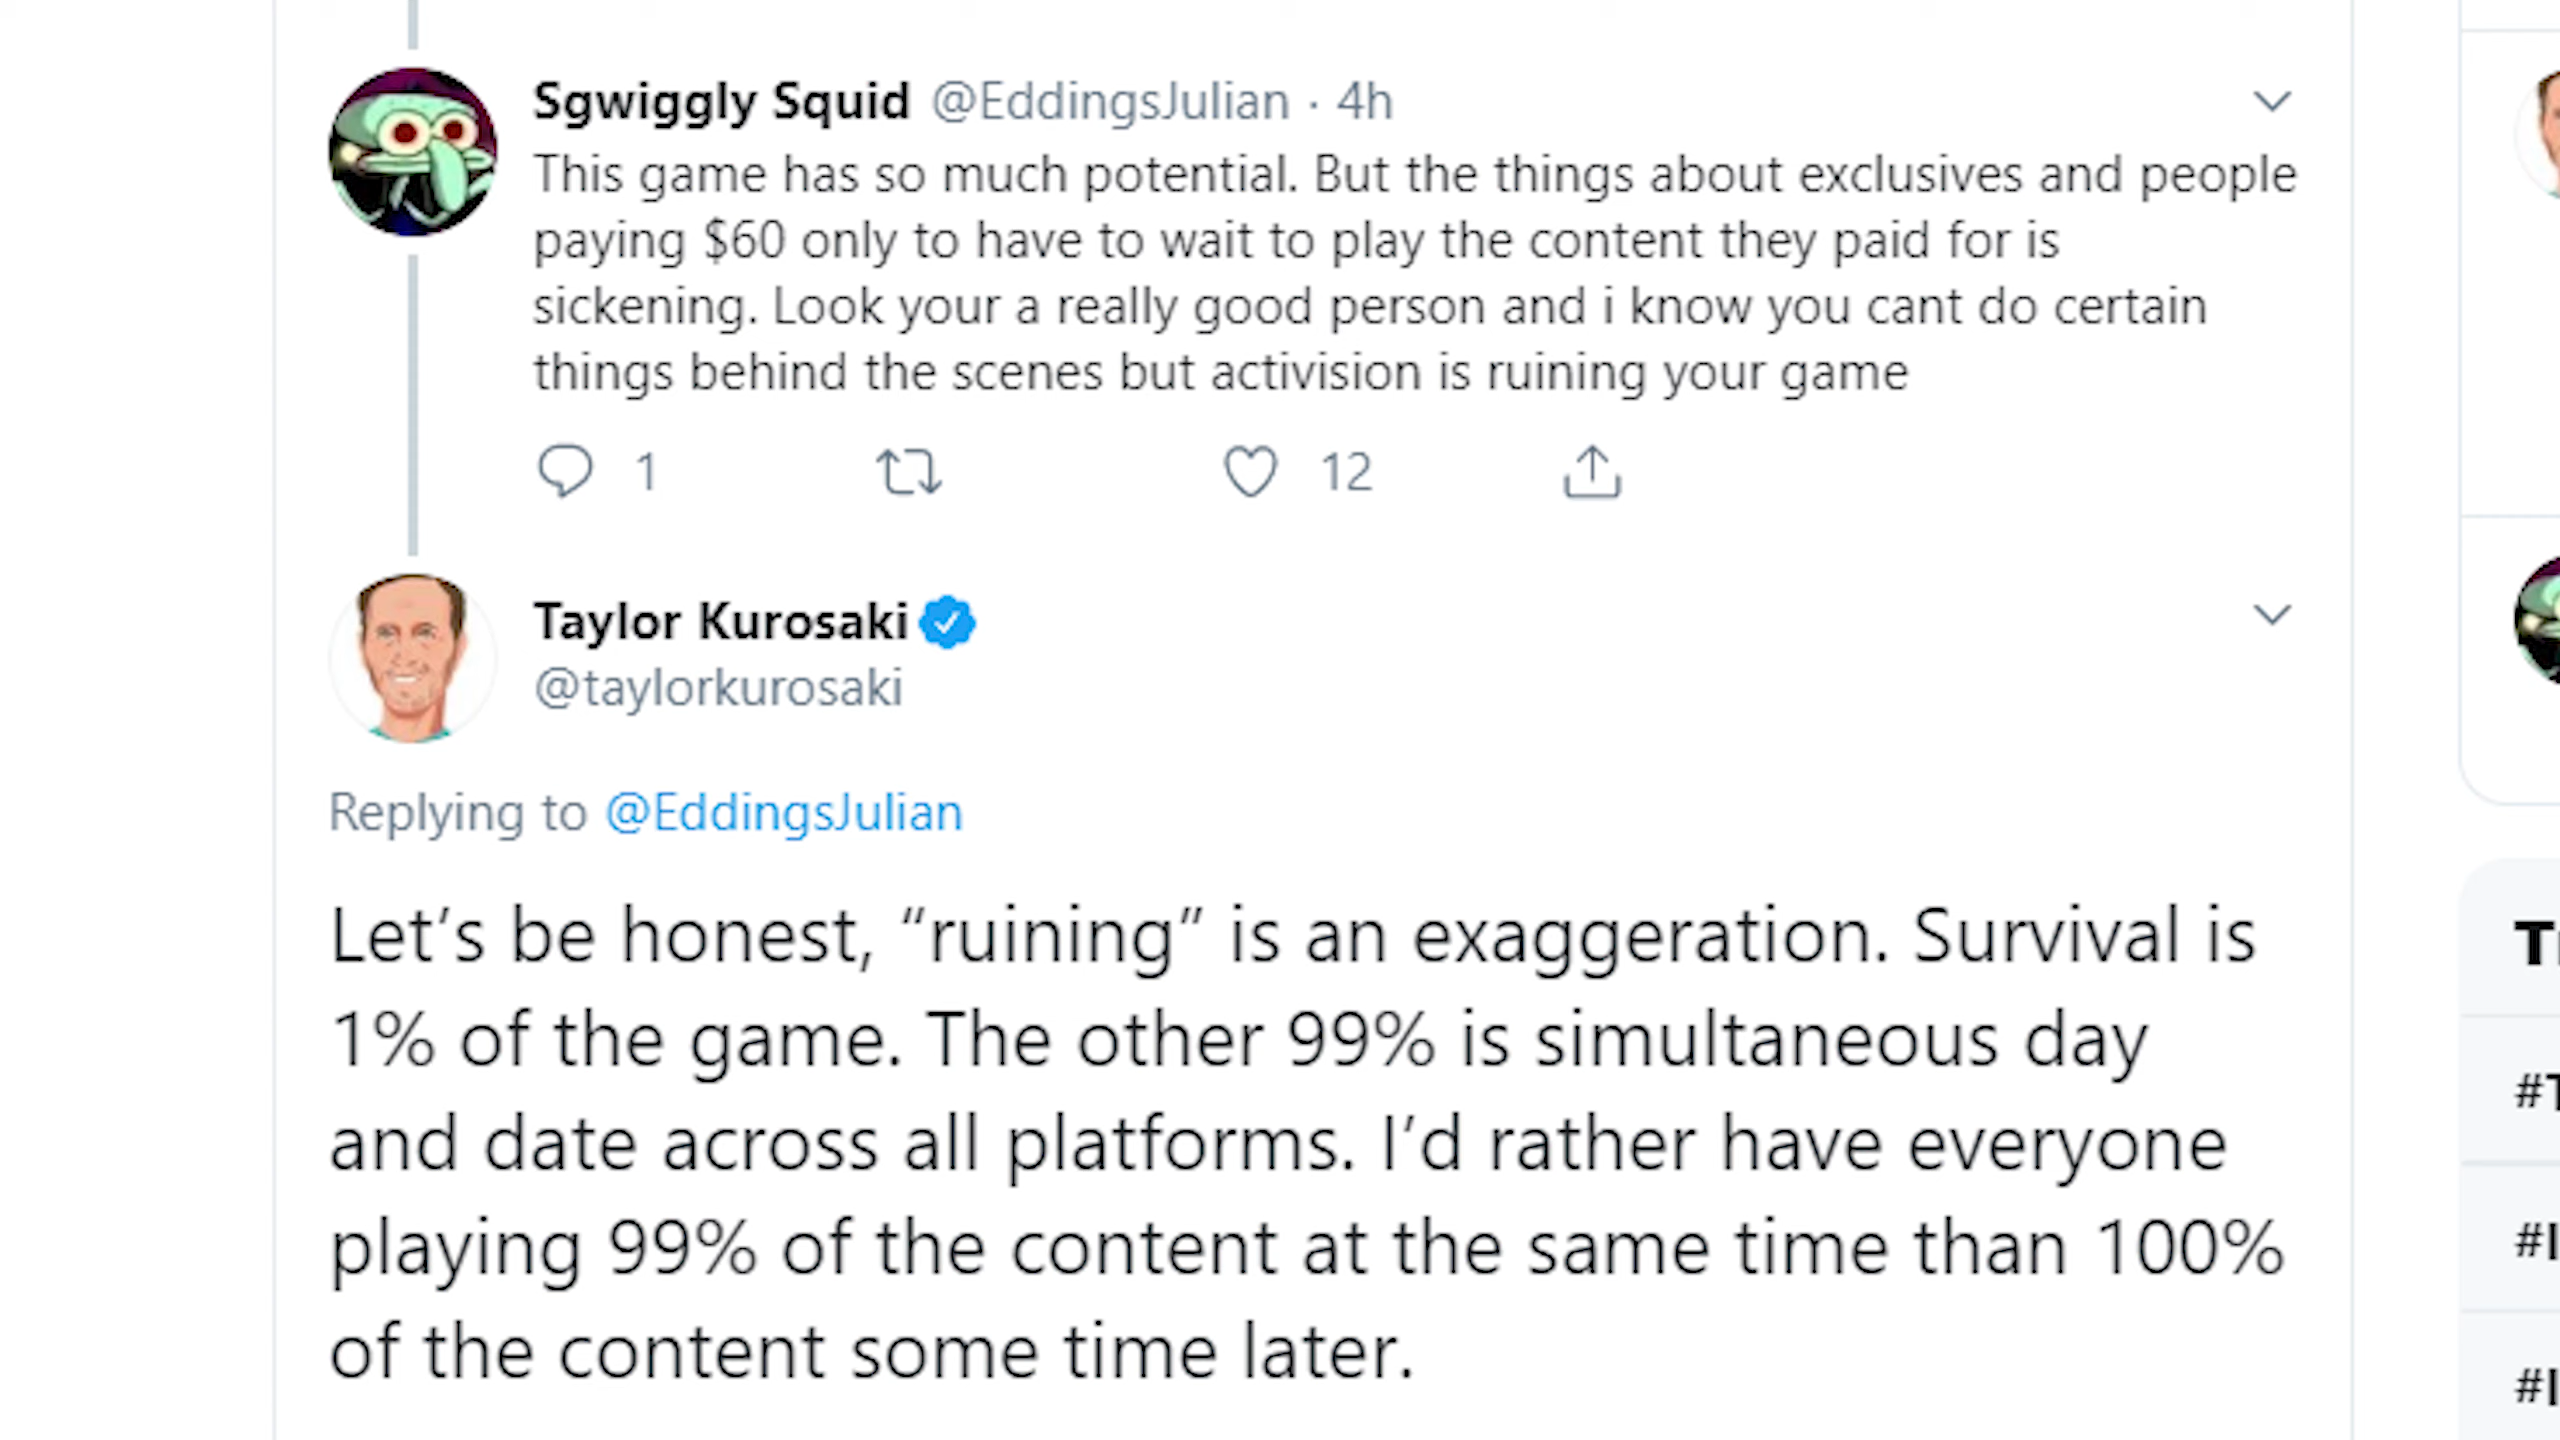 Sgwiggly Squid @EddingsJulian · 4h
This game has so much potential. But the things about exclusives and people
paying $60 only to have to wait to play the content they paid for is
sickening. Look your a really good person and i know you cant do certain
things behind the scenes but activision is ruining your game
1 12
Taylor Kurosaki
@taylorkurosaki
Replying to @EddingsJulian
Let’s be honest, “ruining” is an exaggeration. Survival is
1% of the game. The other 99% is simultaneous day
and date across all platforms. I’d rather have everyone
playing 99% of the content at the same time than 100%
of the content some time later.